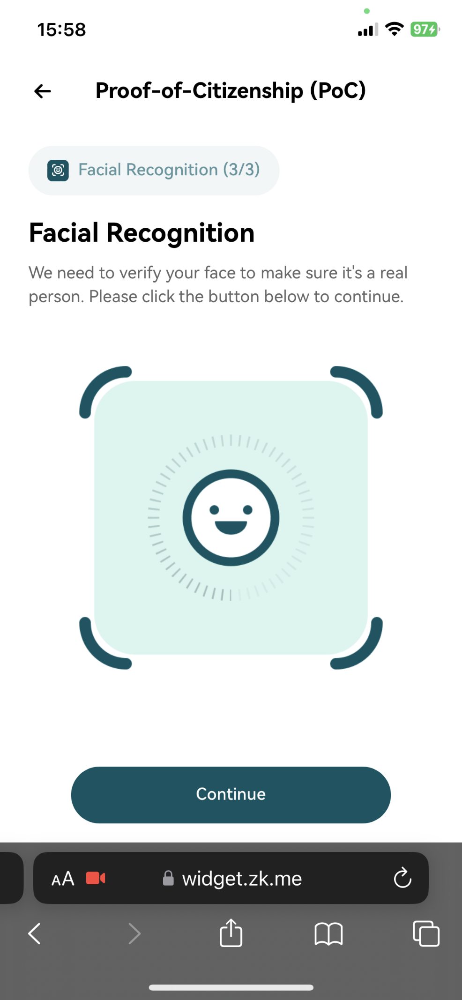 15:58
97
Proof-of-Citizenship (PoC)
Facial Recognition (3/3)
Facial Recognition
We need to verify your face to make sure it's a real
person. Please click the button below to continue.
Continue
AA
widget.zk.me